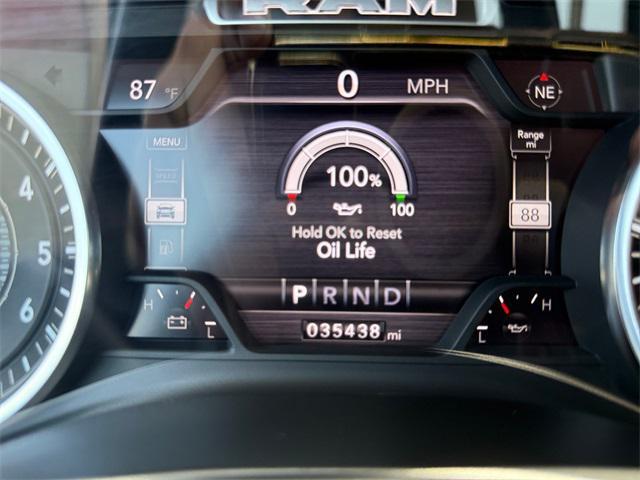 RAM
87 °F
0 MPH
NE
MENU
Range
mi
SPEED
100%
88
0 100
Hold OK to Reset
Oil Life
4
5
6
P R N D
H L
H L
035438 mi